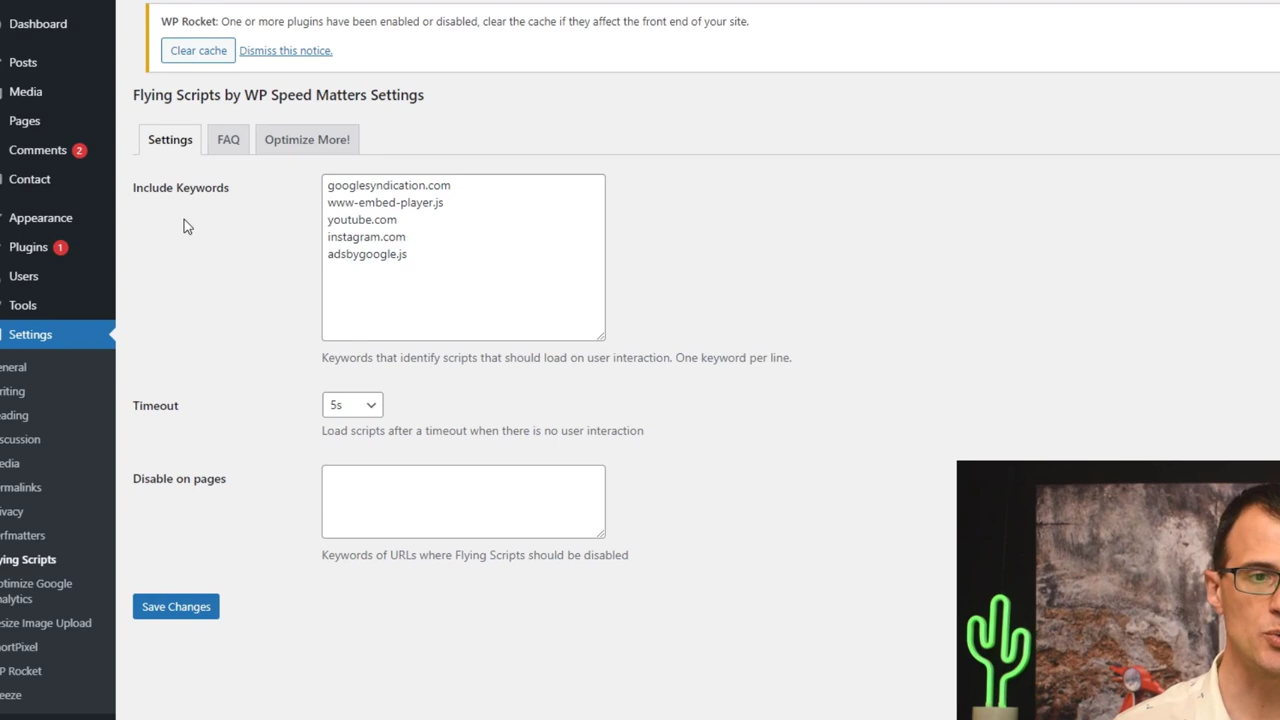 Dashboard
Posts
Media
Pages
Comments 2
Contact
Appearance
Plugins 1
Users
Tools
Settings
eneral
riting
eading
scussion
edia
rmalinks
ivacy
erfmatters
ying Scripts
ptimize Google
nalytics
esize Image Upload
ortPixel
P Rocket
eeze
WP Rocket: One or more plugins have been enabled or disabled, clear the cache if they affect the front end of your site.
Clear cache Dismiss this notice.
Flying Scripts by WP Speed Matters Settings
Settings FAQ Optimize More!
Include Keywords
googlesyndication.com
www-embed-player.js
youtube.com
instagram.com
adsbygoogle.js
Keywords that identify scripts that should load on user interaction. One keyword per line.
Timeout
5s
Load scripts after a timeout when there is no user interaction
Disable on pages
Keywords of URLs where Flying Scripts should be disabled
Save Changes